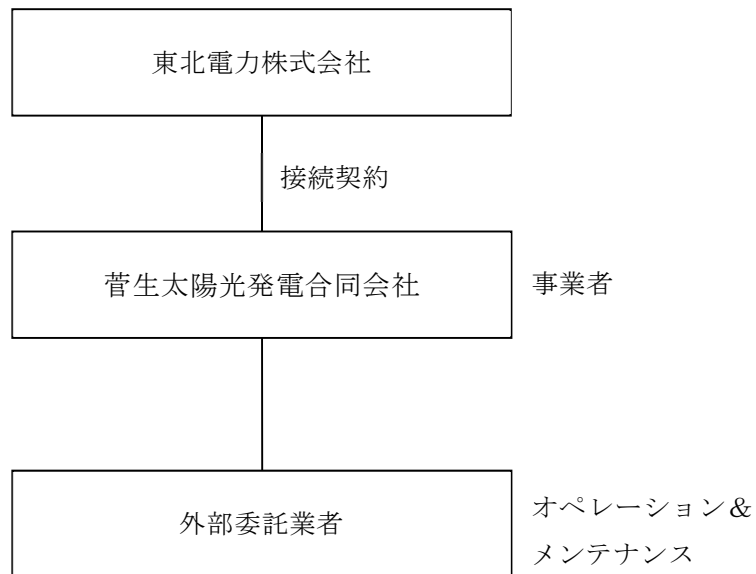 東北電力株式会社
接続契約
菅生太陽光発電合同会社
事業者
外部委託業者
オペレーション&
メンテナンス